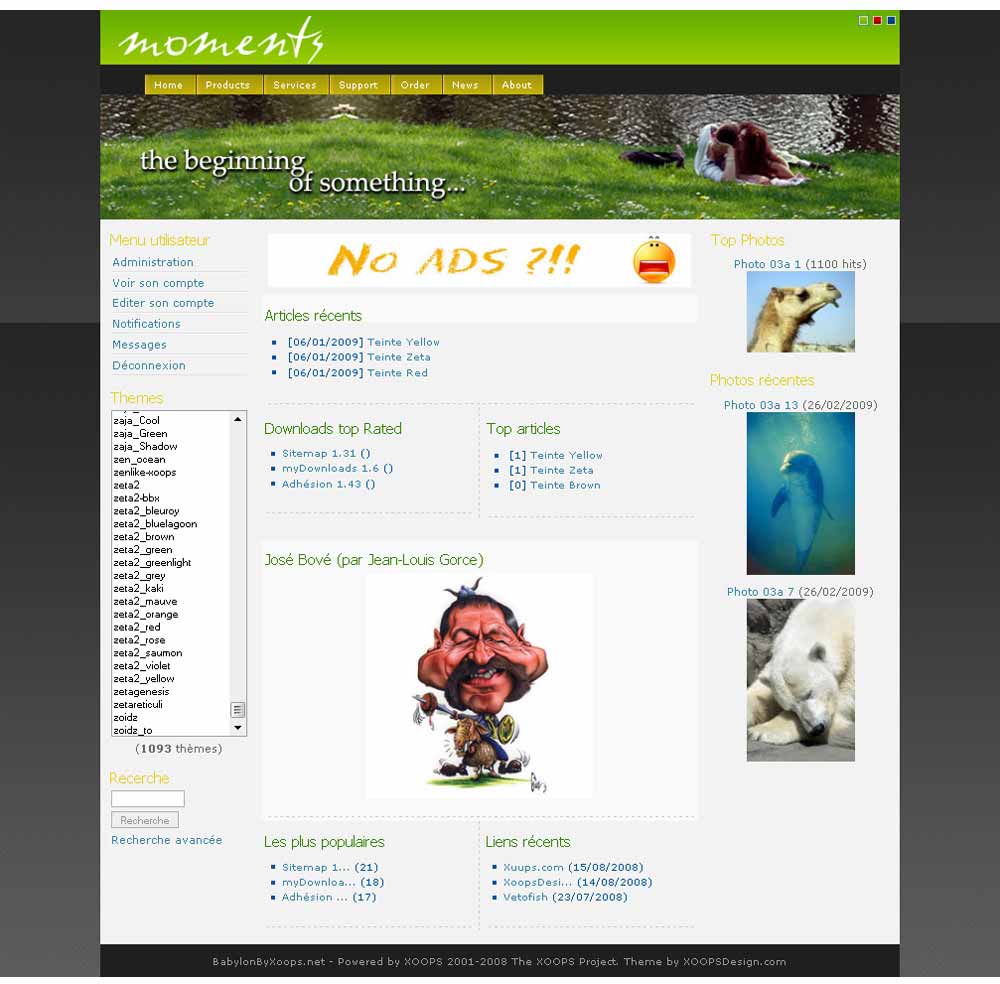 moments
Home
Products
Services
Support
Order
News
About
the beginning
of something...
Menu utilisateur
Administration
Voir son compte
Editer son compte
Notifications
Messages
Déconnexion
Themes
zaja_Cool
zaja_Green
zaja_Shadow
zen_ocean
zenlike-xoops
zeta2
zeta2-bbx
zeta2_bleuroy
zeta2_bluelagoon
zeta2_brown
zeta2_green
zeta2_greenlight
zeta2_grey
zeta2_kaki
zeta2_mauve
zeta2_orange
zeta2_red
zeta2_rose
zeta2_saumon
zeta2_violet
zeta2_yellow
zetagenesis
zetareticuli
zoidz
zoidz_to
(1093 thèmes)
Recerche
Recherche
Recherche avancée
No ADS ?!!
Articles récents
[06/01/2009] Teinte Yellow
[06/01/2009] Teinte Zeta
[06/01/2009] Teinte Red
Downloads top Rated
Sitemap 1.31 ()
myDownloads 1.6 ()
Adhésion 1.43 ()
Top articles
[1] Teinte Yellow
[1] Teinte Zeta
[0] Teinte Brown
José Bové (par Jean-Louis Gorce)
Les plus populaires
Sitemap 1... (21)
myDownloa... (18)
Adhésion ... (17)
Liens récents
Xuups.com (15/08/2008)
XoopsDesi... (14/08/2008)
Vetofish (23/07/2008)
Top Photos
Photo 03a 1 (1100 hits)
Photos récentes
Photo 03a 13 (26/02/2009)
Photo 03a 7 (26/02/2009)
BabylonByXoops.net - Powered by XOOPS 2001-2008 The XOOPS Project. Theme by XOOPSDesign.com